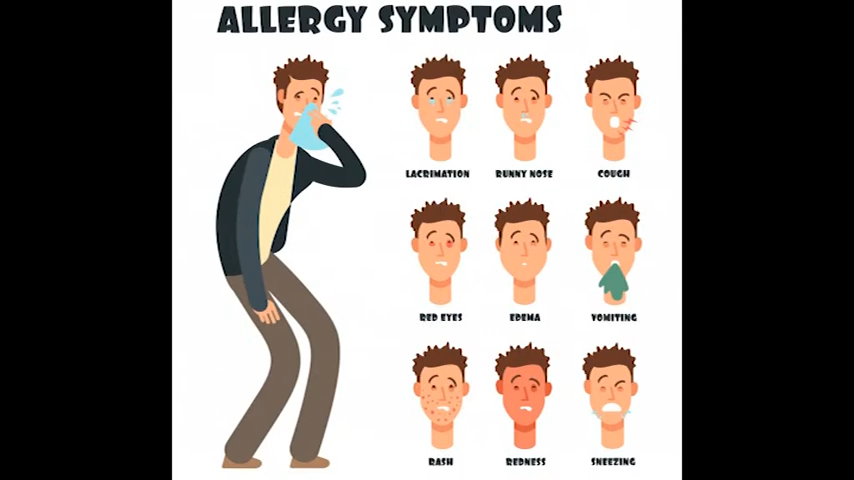 ALLERGY SYMPTOMS
LACRIMATION
RUNNY NOSE
COUGH
RED EYES
EDEMA
VOMITING
RASH
REDNESS
SNEEZING